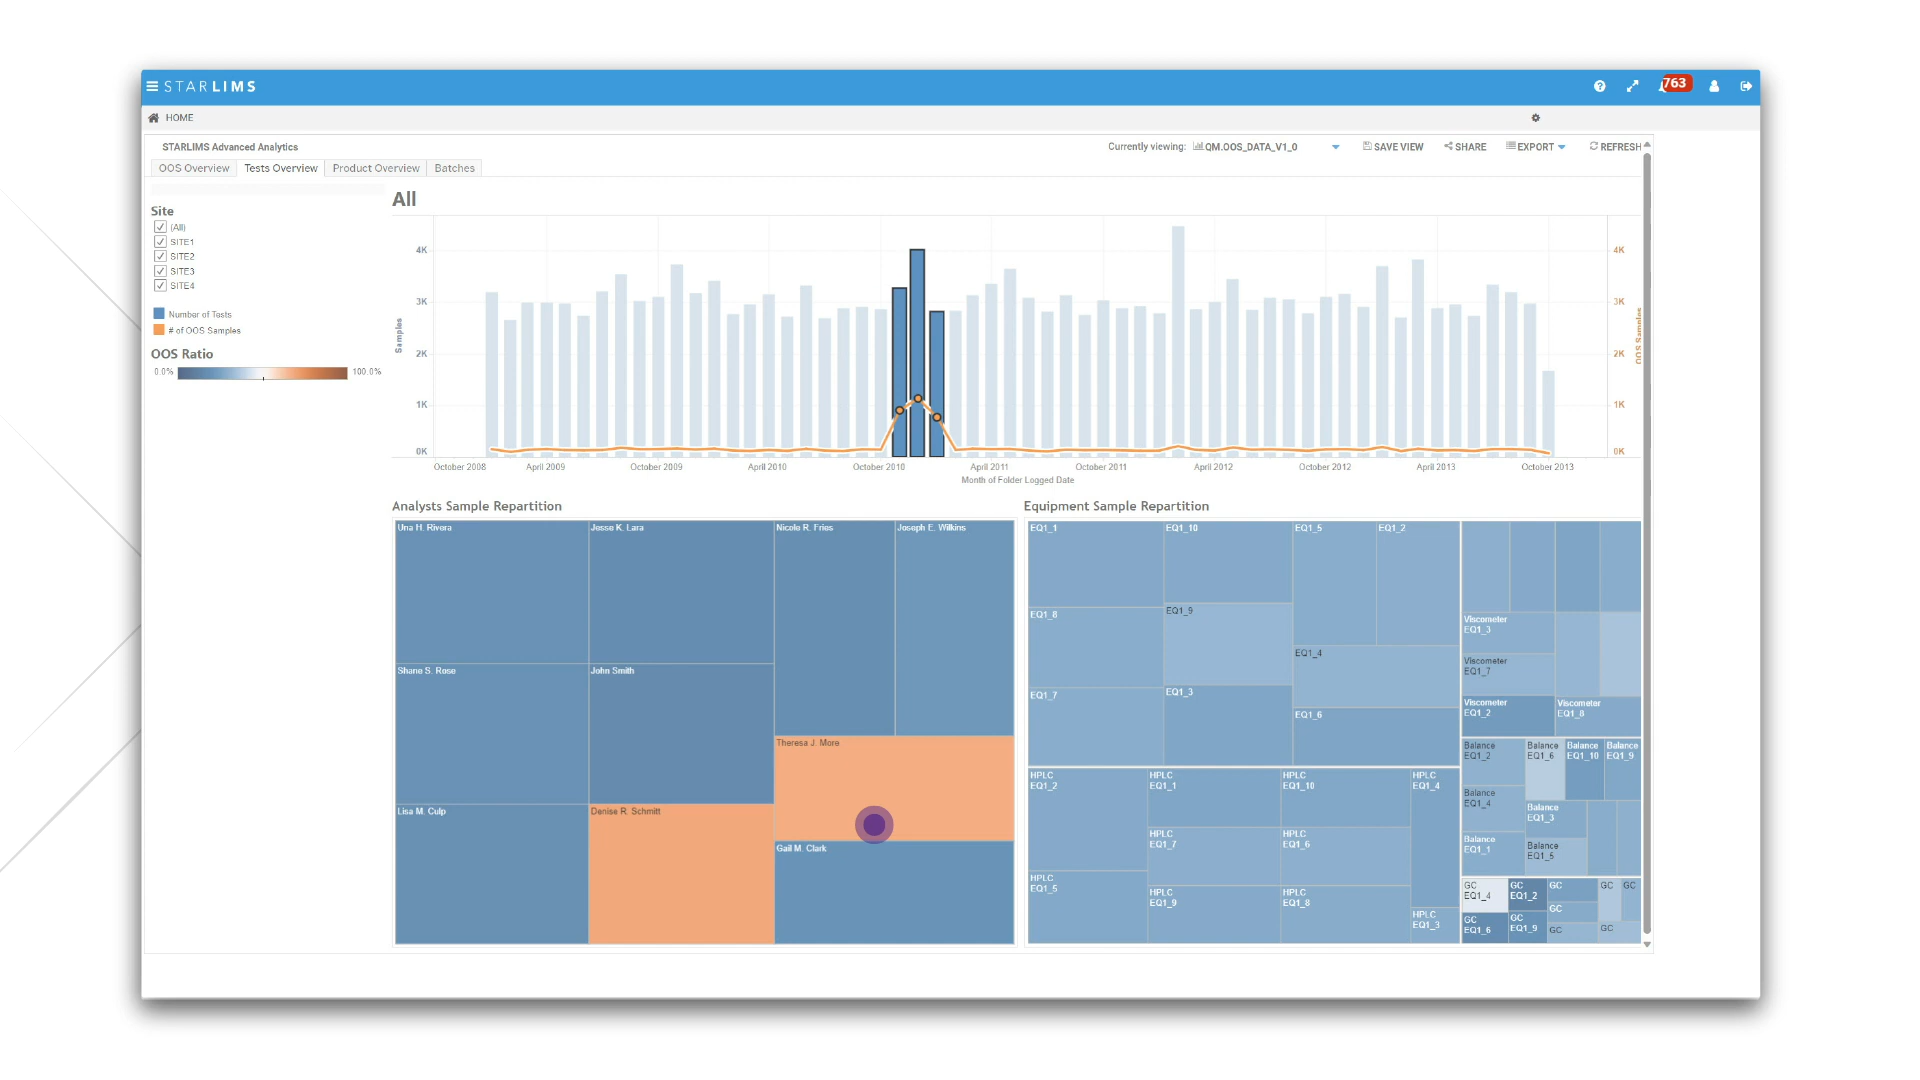 STARLIMS
763
HOME
STARLIMS Advanced Analytics
Currently viewing: QM.OOS_DATA_V1_0
SAVE VIEW
SHARE
EXPORT
REFRESH
OOS Overview
Tests Overview
Product Overview
Batches
Site
(All)
SITE1
SITE2
SITE3
SITE4
Number of Tests
# of OOS Samples
OOS Ratio
0.0%
100.0%
All
4K
3K
2K
1K
0K
Samples
4K
3K
2K
1K
0K
OOS Samples
October 2008
April 2009
October 2009
April 2010
October 2010
April 2011
October 2011
April 2012
October 2012
April 2013
October 2013
Month of Folder Logged Date
Analysts Sample Repartition
Una H. Rivera
Jesse K. Lara
Nicole R. Fries
Joseph E. Wilkins
Shane S. Rose
John Smith
Theresa J. More
Lisa M. Culp
Denise R. Schmitt
Gail M. Clark
Equipment Sample Repartition
EQ1_1
EQ1_10
EQ1_5
EQ1_2
EQ1_8
EQ1_9
EQ1_4
EQ1_7
EQ1_3
EQ1_6
HPLC
EQ1_2
HPLC
EQ1_1
HPLC
EQ1_10
HPLC
EQ1_4
HPLC
EQ1_7
HPLC
EQ1_6
HPLC
EQ1_5
HPLC
EQ1_9
HPLC
EQ1_8
HPLC
EQ1_3
Viscometer
EQ1_3
Viscometer
EQ1_7
Viscometer
EQ1_2
Viscometer
EQ1_8
Balance
EQ1_2
Balance
EQ1_6
Balance
EQ1_10
Balance
EQ1_9
Balance
EQ1_4
Balance
EQ1_3
Balance
EQ1_1
Balance
EQ1_5
GC
EQ1_4
GC
EQ1_2
GC
GC
GC
GC
GC
EQ1_6
GC
EQ1_9
GC
GC